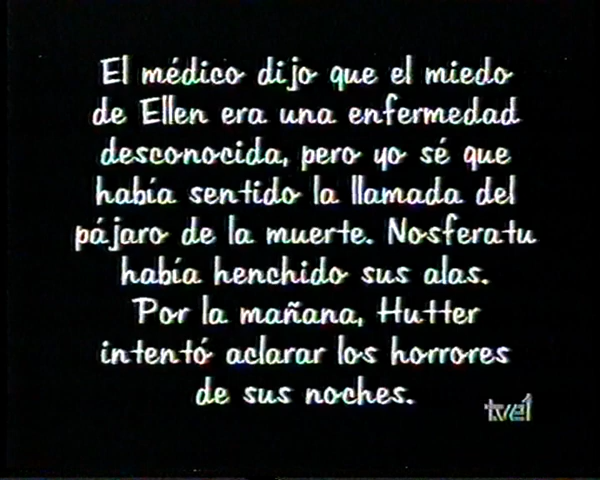 El médico dijo que el miedo
de Ellen era una enfermedad
desconocida, pero yo sé que
había sentido la llamada del
pájaro de la muerte. Nosferatu
había henchido sus alas.
Por la mañana, Hutter
intentó aclarar los horrores
de sus noches.
tve1